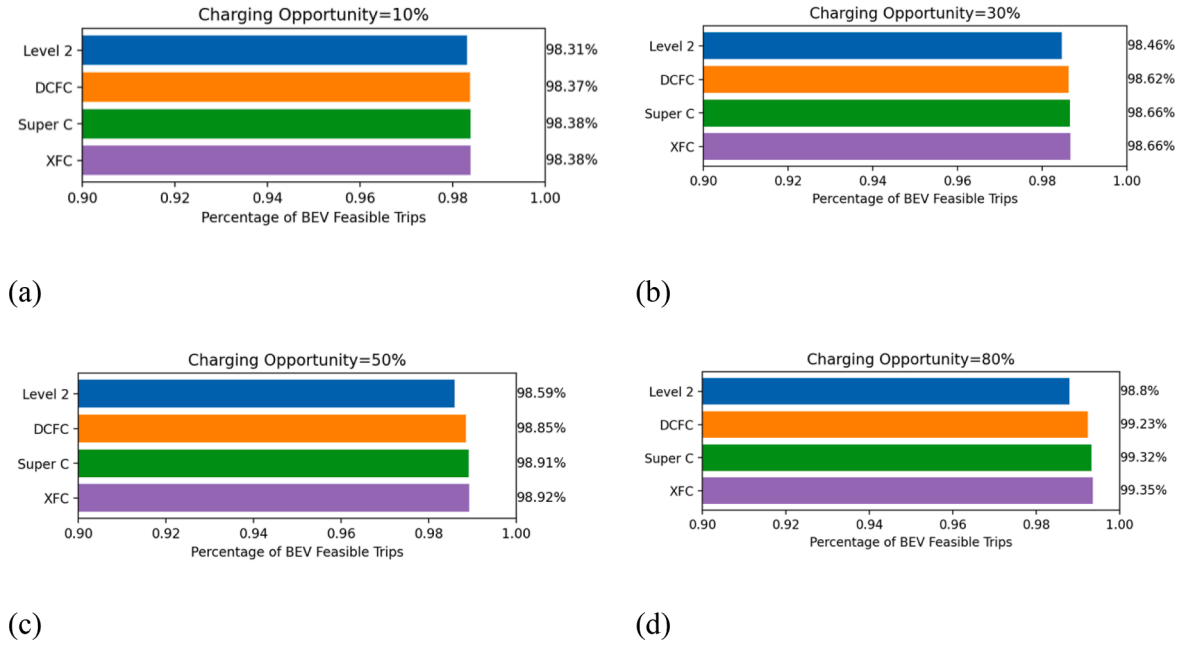 Charging Opportunity=10%
Level 2
98.31%
DCFC
98.37%
Super C
98.38%
XFC
98.38%
0.90 0.92 0.94 0.96 0.98 1.00
Percentage of BEV Feasible Trips
(a)
Charging Opportunity=30%
Level 2
98.46%
DCFC
98.62%
Super C
98.66%
XFC
98.66%
0.90 0.92 0.94 0.96 0.98 1.00
Percentage of BEV Feasible Trips
(b)
Charging Opportunity=50%
Level 2
98.59%
DCFC
98.85%
Super C
98.91%
XFC
98.92%
0.90 0.92 0.94 0.96 0.98 1.00
Percentage of BEV Feasible Trips
(c)
Charging Opportunity=80%
Level 2
98.8%
DCFC
99.23%
Super C
99.32%
XFC
99.35%
0.90 0.92 0.94 0.96 0.98 1.00
Percentage of BEV Feasible Trips
(d)